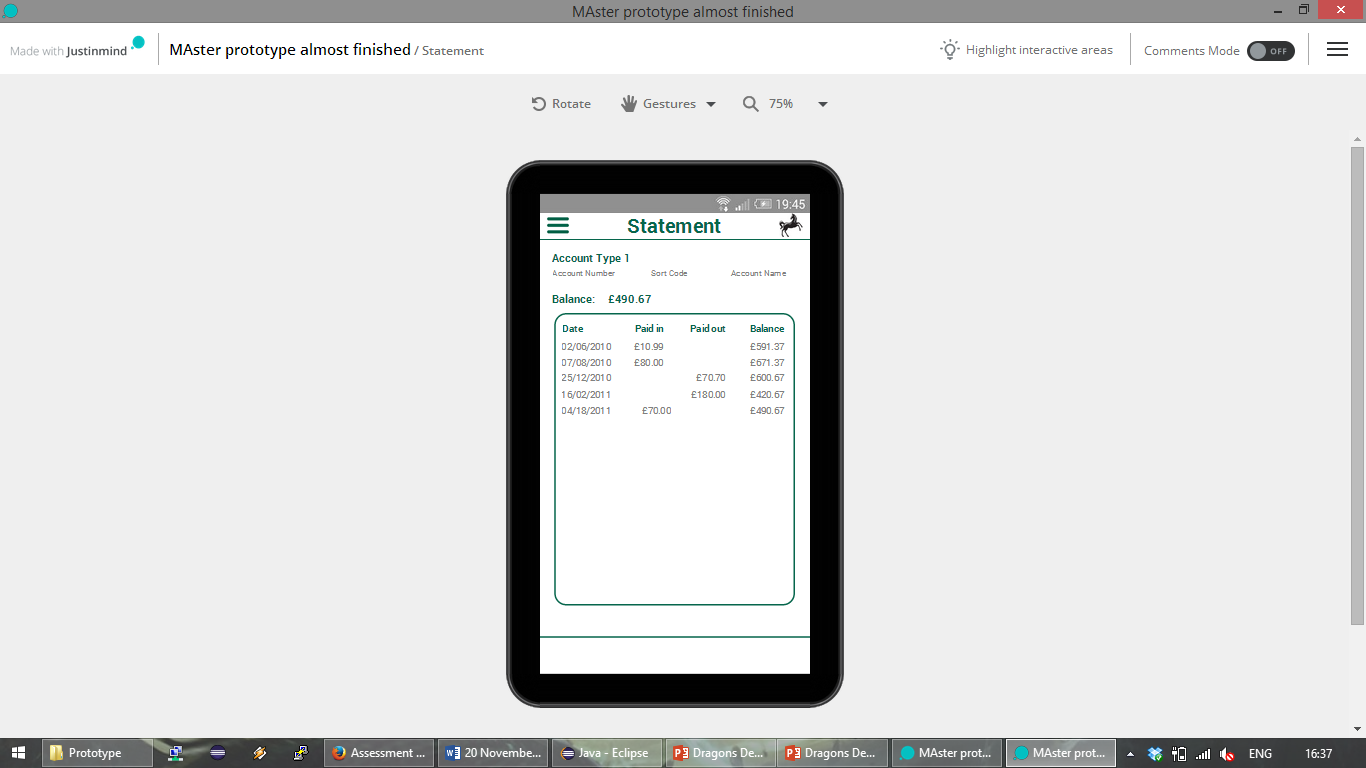 MAster prototype almost finished
Made with Justinmind
MAster prototype almost finished / Statement
Highlight interactive areas
Comments Mode OFF
Rotate Gestures 75%
19:45
Statement
Account Type 1
Account Number Sort Code Account Name
Balance: £490.67
Date Paid in Paid out Balance
02/06/2010 £10.99 £591.37
07/08/2010 £80.00 £671.37
25/12/2010 £70.70 £600.67
16/02/2011 £180.00 £420.67
04/18/2011 £70.00 £490.67
Prototype Assessment ... 20 Novembe... Java - Eclipse Dragons De... Dragons De... MAster prot... MAster prot... ENG 16:37